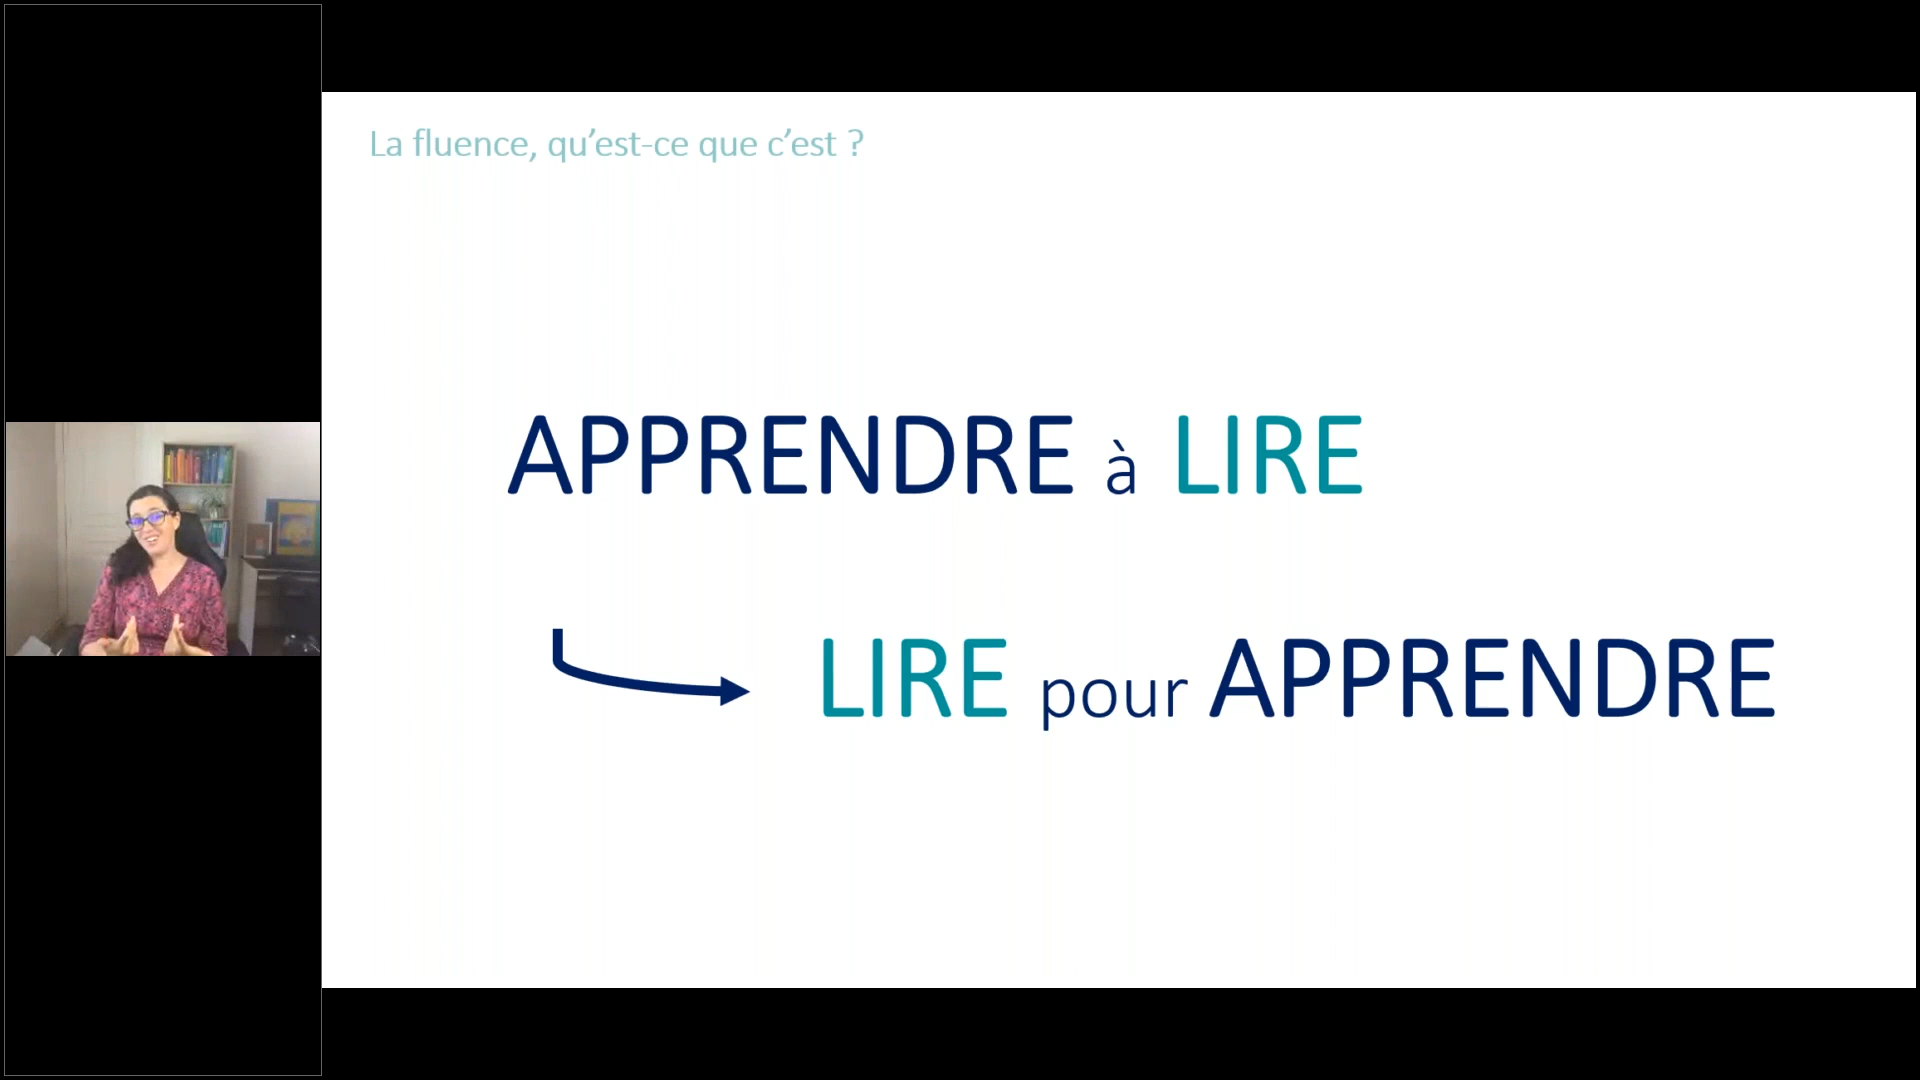 La fluence, qu’est-ce que c’est ?
APPRENDRE à LIRE
LIRE pour APPRENDRE